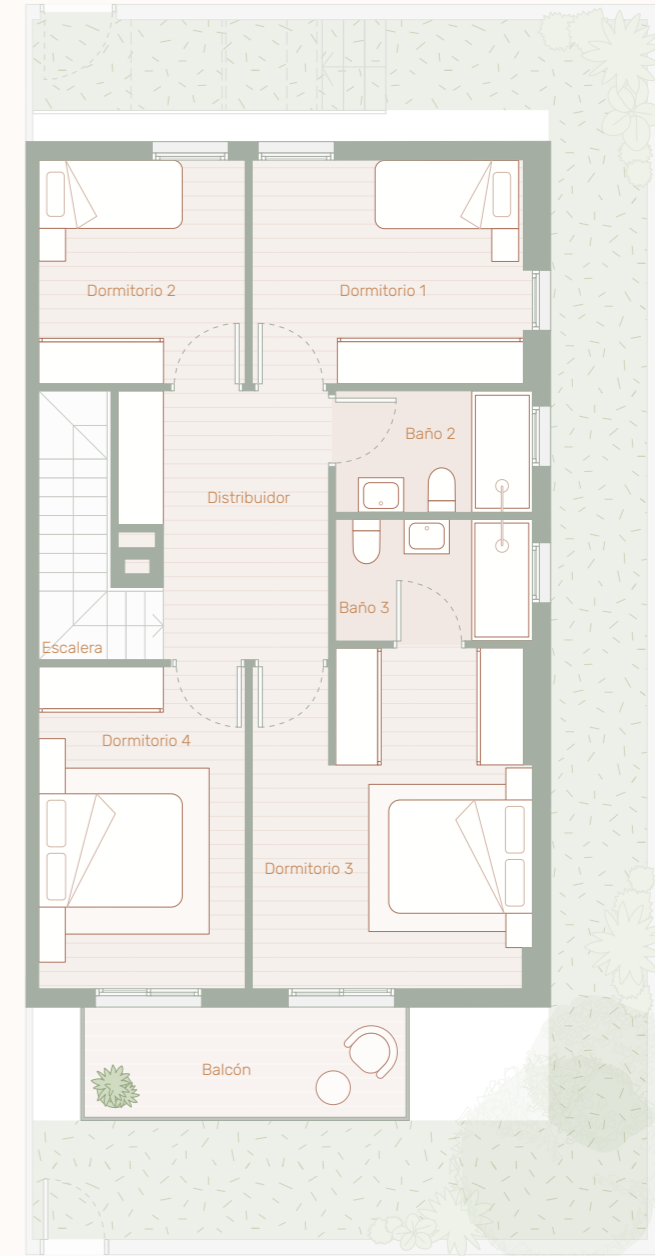 Dormitorio 2
Dormitorio 1
Baño 2
Distribuidor
Baño 3
Escalera
Dormitorio 4
Dormitorio 3
Balcón